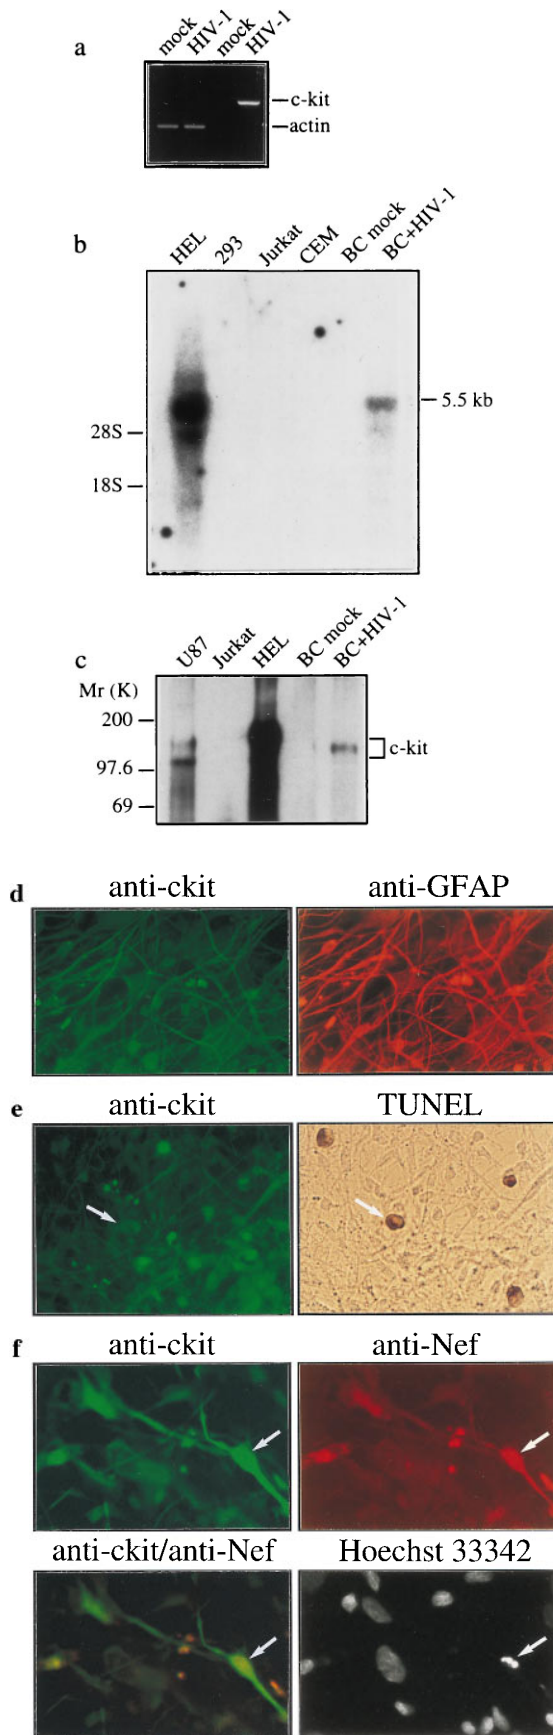 a
mock HIV-1 mock HIV-1
c-kit
actin
b
HEL 293 Jurkat CEM BC mock BC+HIV-1
5.5 kb
28S
18S
c
U87 Jurkat HEL BC mock BC+HIV-1
Mr (K)
200
c-kit
97.6
69
d anti-ckit anti-GFAP
e anti-ckit TUNEL
f anti-ckit anti-Nef
anti-ckit/anti-Nef Hoechst 33342